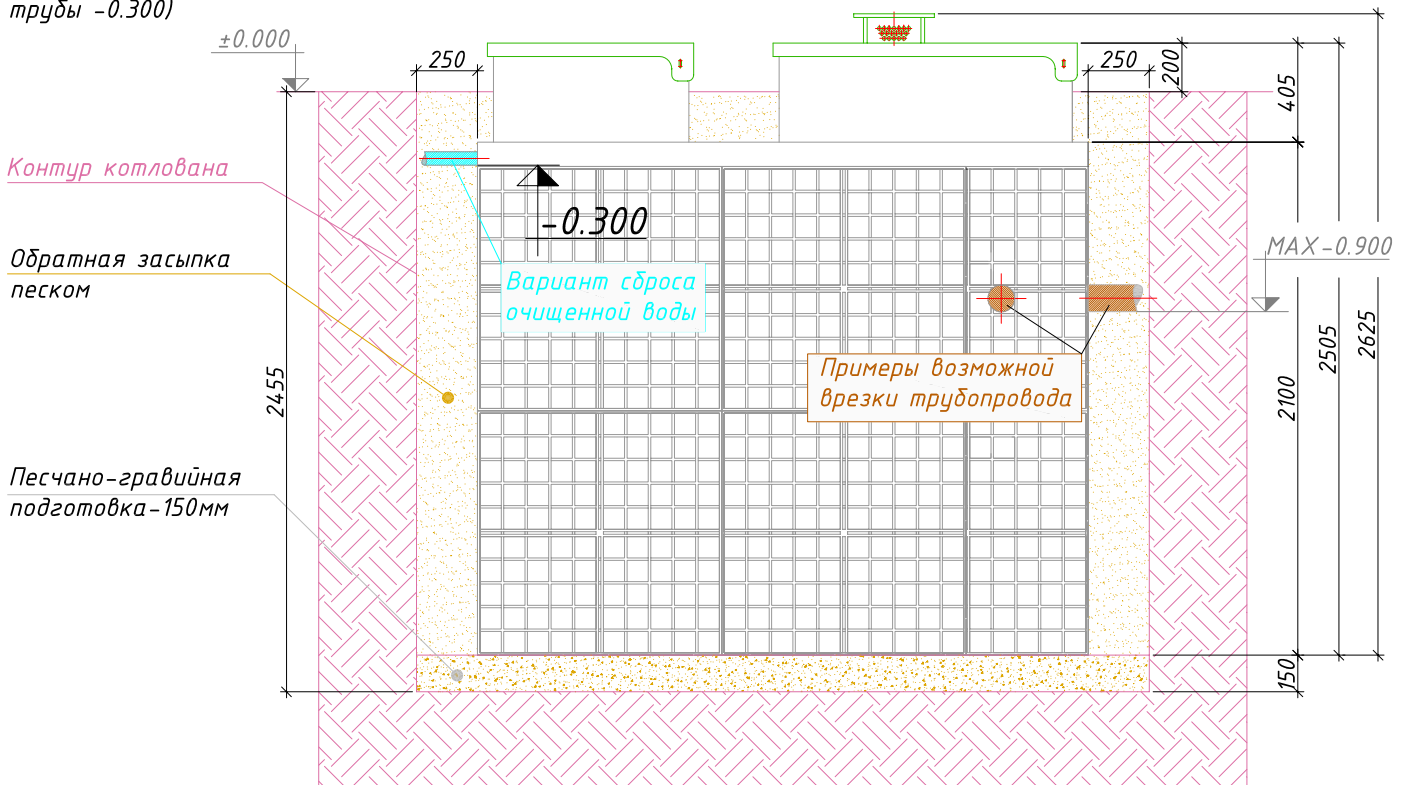 трубы -0.300)
±0.000
250
250
200
405
Контур котлована
-0.300
Обратная засыпка
песком
MAX-0.900
Вариант сброса
очищенной воды
2505
2625
Примеры возможной
врезки трубопровода
2455
2100
Песчано-гравийная
подготовка-150мм
150